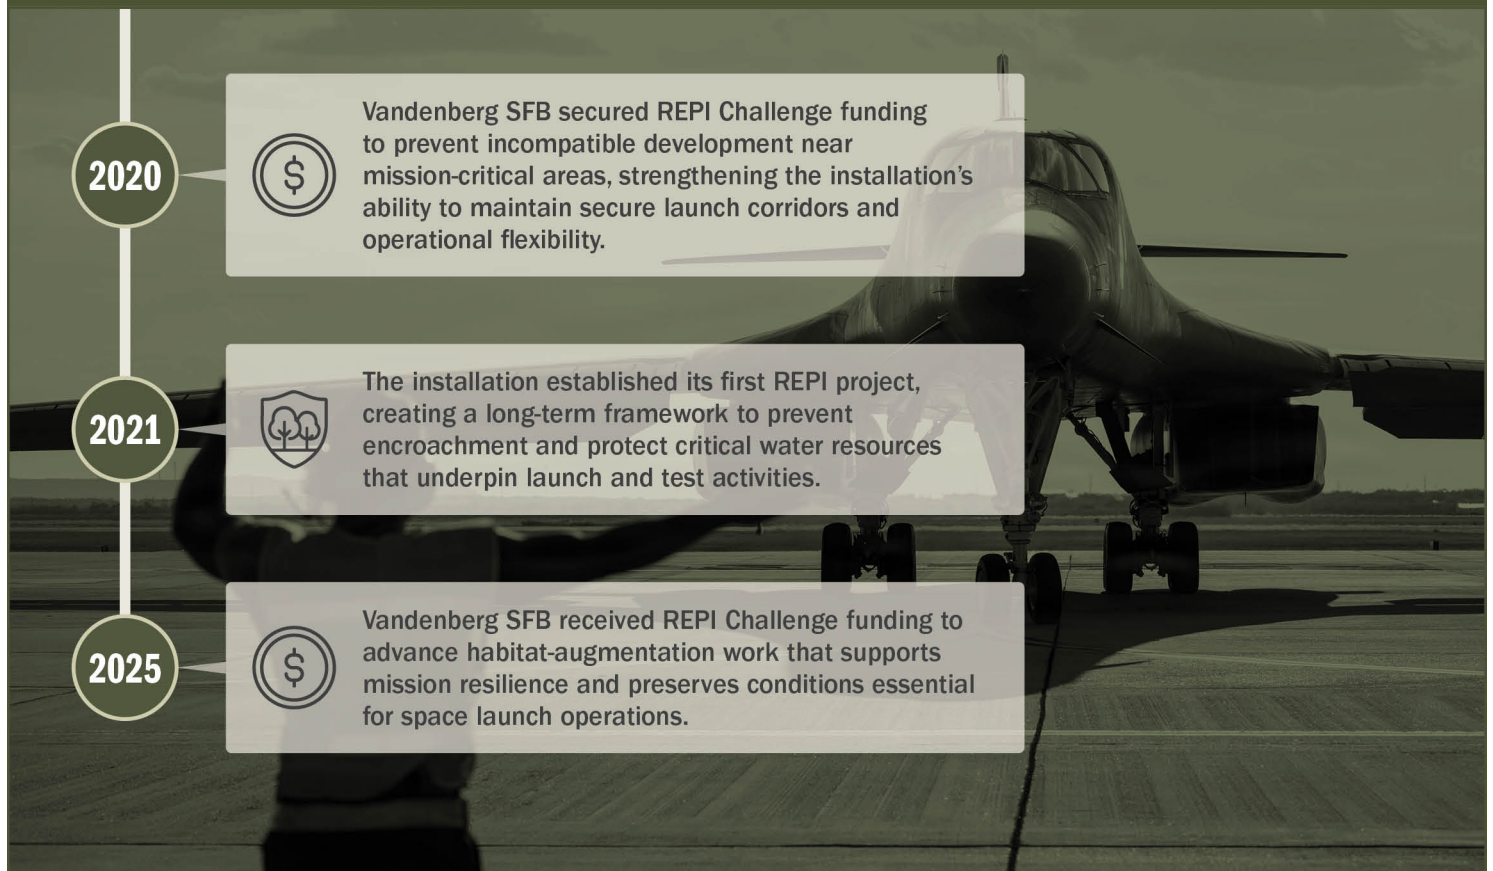 2020
Vandenberg SFB secured REPI Challenge funding
to prevent incompatible development near
mission-critical areas, strengthening the installation’s
ability to maintain secure launch corridors and
operational flexibility.
2021
The installation established its first REPI project,
creating a long-term framework to prevent
encroachment and protect critical water resources
that underpin launch and test activities.
2025
Vandenberg SFB received REPI Challenge funding to
advance habitat-augmentation work that supports
mission resilience and preserves conditions essential
for space launch operations.